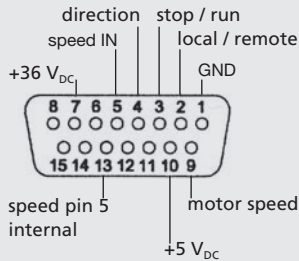 direction stop / run
speed IN local / remote
+36 VDC GND
8 7 6 5 4 3 2 1
15 14 13 12 11 10 9
speed pin 5 motor speed
internal
+5 VDC